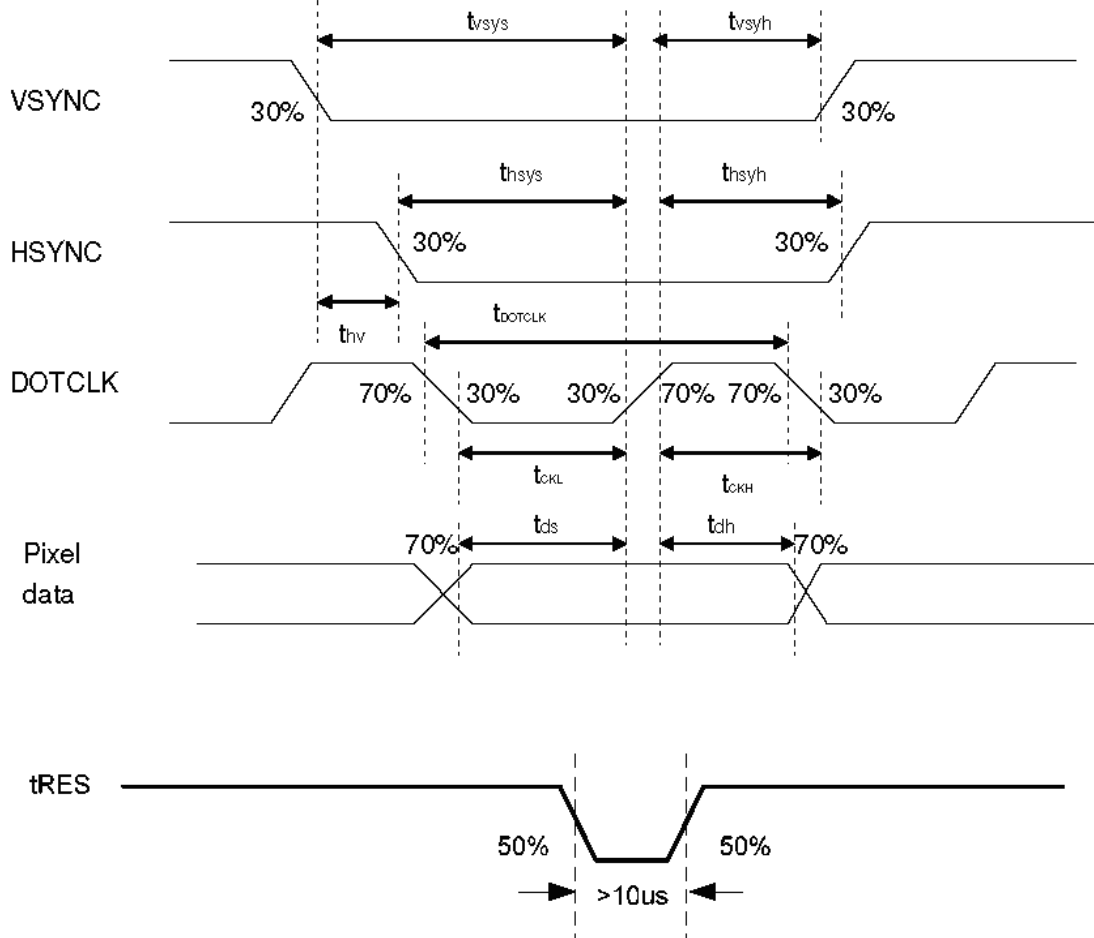 tvsys tvsyh
VSYNC
30% 30%
thsys thsyh
HSYNC
30% 30%
thv
tDOTCLK
DOTCLK
70% 30% 30% 70% 70% 30%
tCKL tCKH
tds tdh
Pixel
data
70% 70%
tRES
50% 50%
>10us